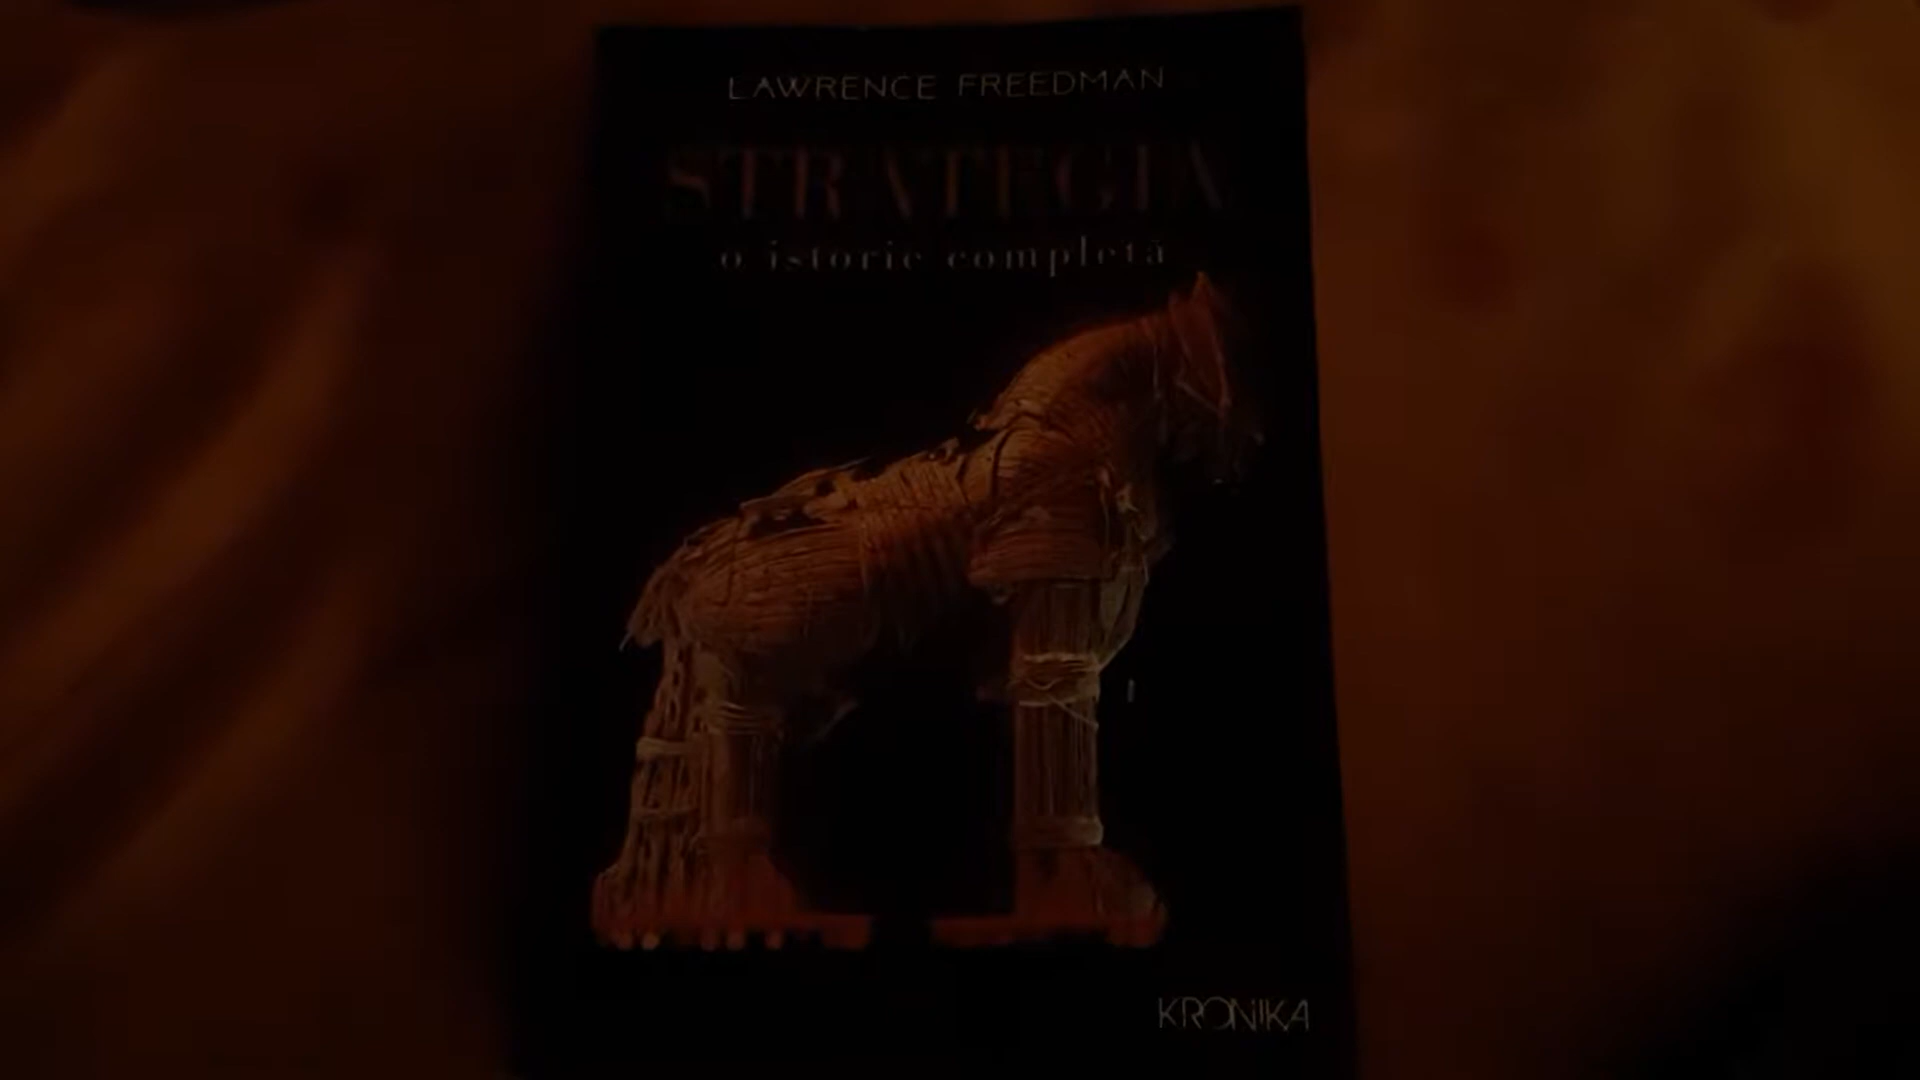 LAWRENCE FREEDMAN
STRATEGIA
o istorie completă
KRONIKA